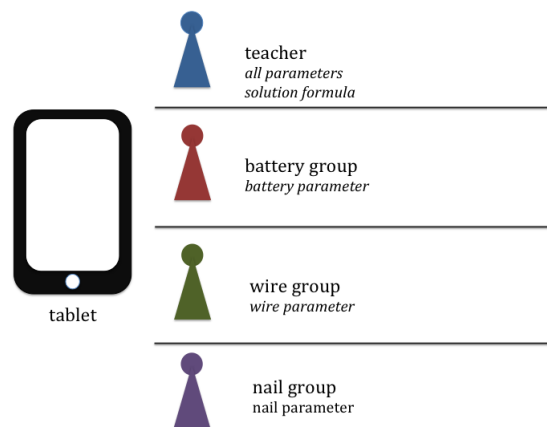 teacher
all parameters
solution formula
battery group
battery parameter
tablet
wire group
wire parameter
nail group
nail parameter